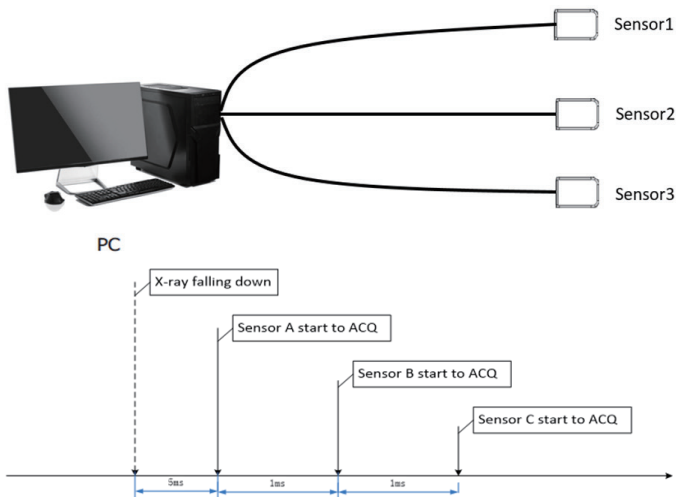 Sensor1
Sensor2
Sensor3
PC
X-ray falling down
Sensor A start to ACQ
Sensor B start to ACQ
Sensor C start to ACQ
5ms
1ms
1ms